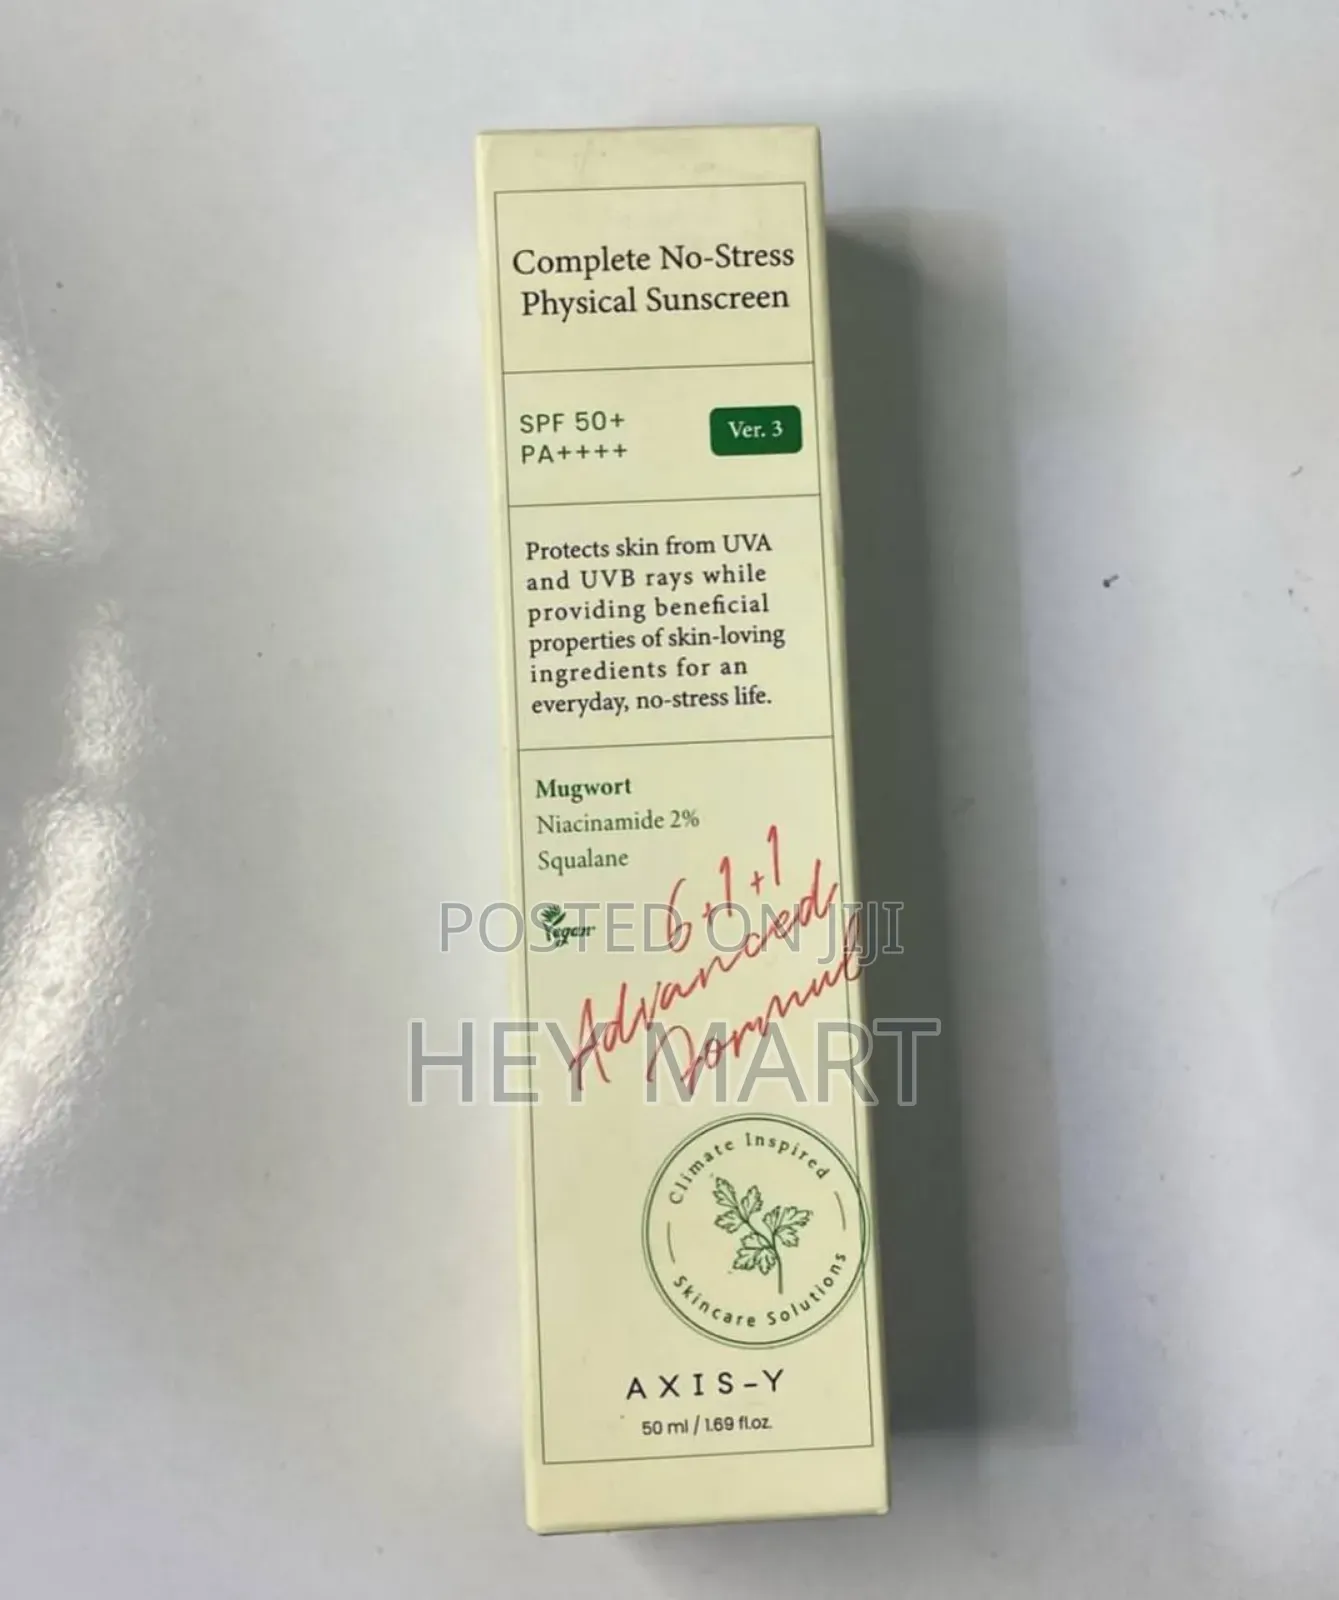 Complete No-Stress
Physical Sunscreen
SPF 50+
PA++++
Ver. 3
Protects skin from UVA
and UVB rays while
providing beneficial
properties of skin-loving
ingredients for an
everyday, no-stress life.
Mugwort
Niacinamide 2%
Squalane
Vegan
6+1+1
Advanced
Formul
POSTED ON JIJI
HEY MART
Climate Inspired
Skincare Solutions
AXIS-Y
50 ml / 1.69 fl.oz.